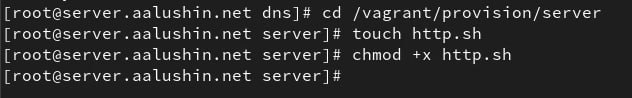 [root@server.aalushin.net dns]# cd /vagrant/provision/server
[root@server.aalushin.net server]# touch http.sh
[root@server.aalushin.net server]# chmod +x http.sh
[root@server.aalushin.net server]#